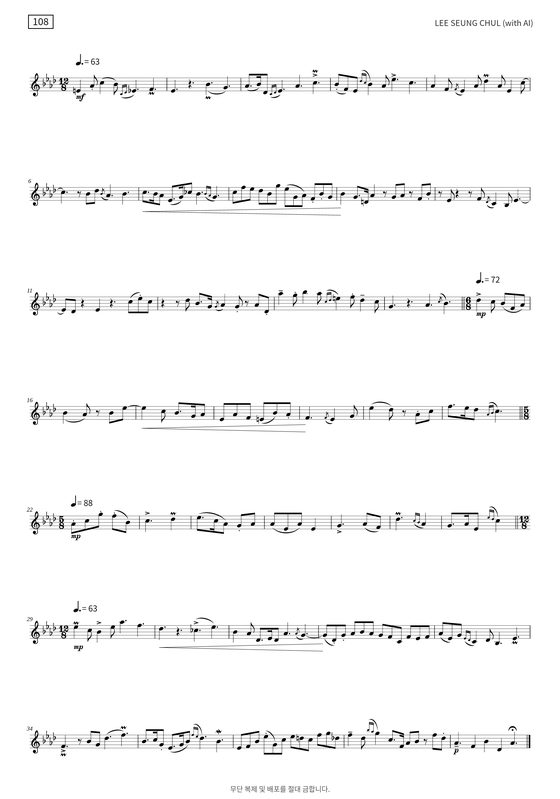 108
LEE SEUNG CHUL (with AI)
= 63
mf
6
11
= 72
mp
16
22
= 88
mp
29
= 63
mp
34
p
무단 복제 및 배포를 절대 금합니다.